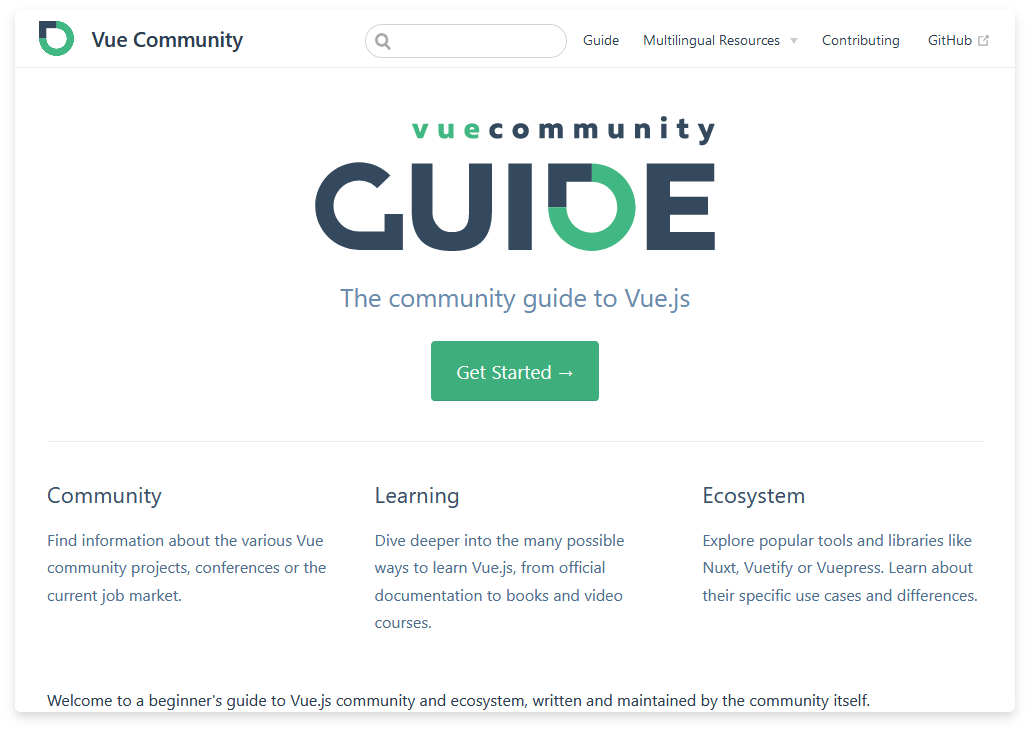 Vue Community
Guide
Multilingual Resources
Contributing
GitHub
vuecommunity
GUIDE
The community guide to Vue.js
Get Started →
Community
Find information about the various Vue
community projects, conferences or the
current job market.
Learning
Dive deeper into the many possible
ways to learn Vue.js, from official
documentation to books and video
courses.
Ecosystem
Explore popular tools and libraries like
Nuxt, Vuetify or Vuepress. Learn about
their specific use cases and differences.
Welcome to a beginner's guide to Vue.js community and ecosystem, written and maintained by the community itself.